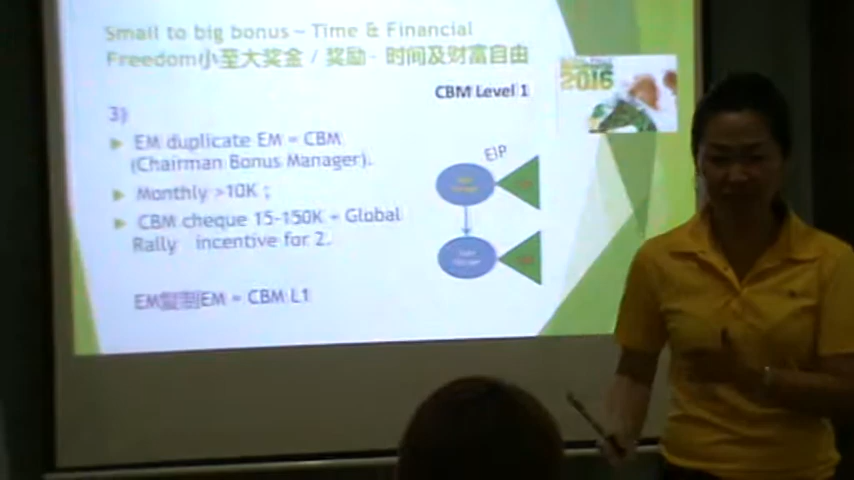 Small to big bonus – Time & Financial
Freedom小至大奖金 / 奖励 - 时间及财富自由
CBM Level 1
2016
3)
EM duplicate EM = CBM
(Chairman Bonus Manager).
Monthly >10K ;
CBM cheque 15-150K + Global
Rally incentive for 2.
EIP
EM复制EM = CBM L1